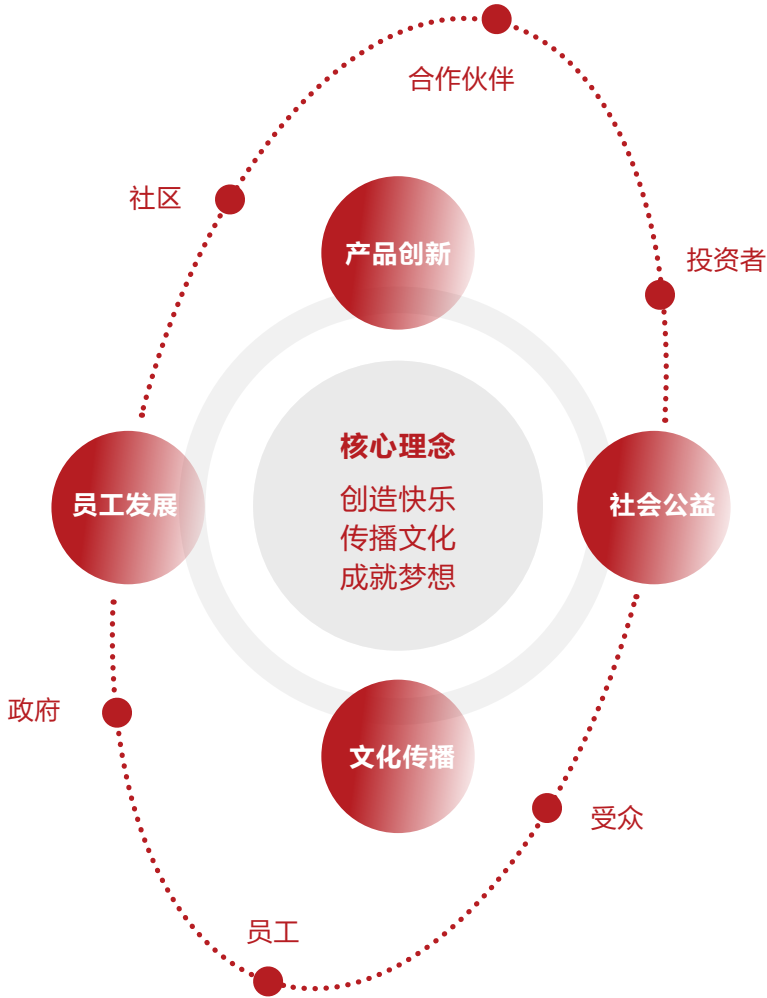 合作伙伴
社区
产品创新
投资者
核心理念
创造快乐
传播文化
成就梦想
员工发展
社会公益
政府
文化传播
受众
员工